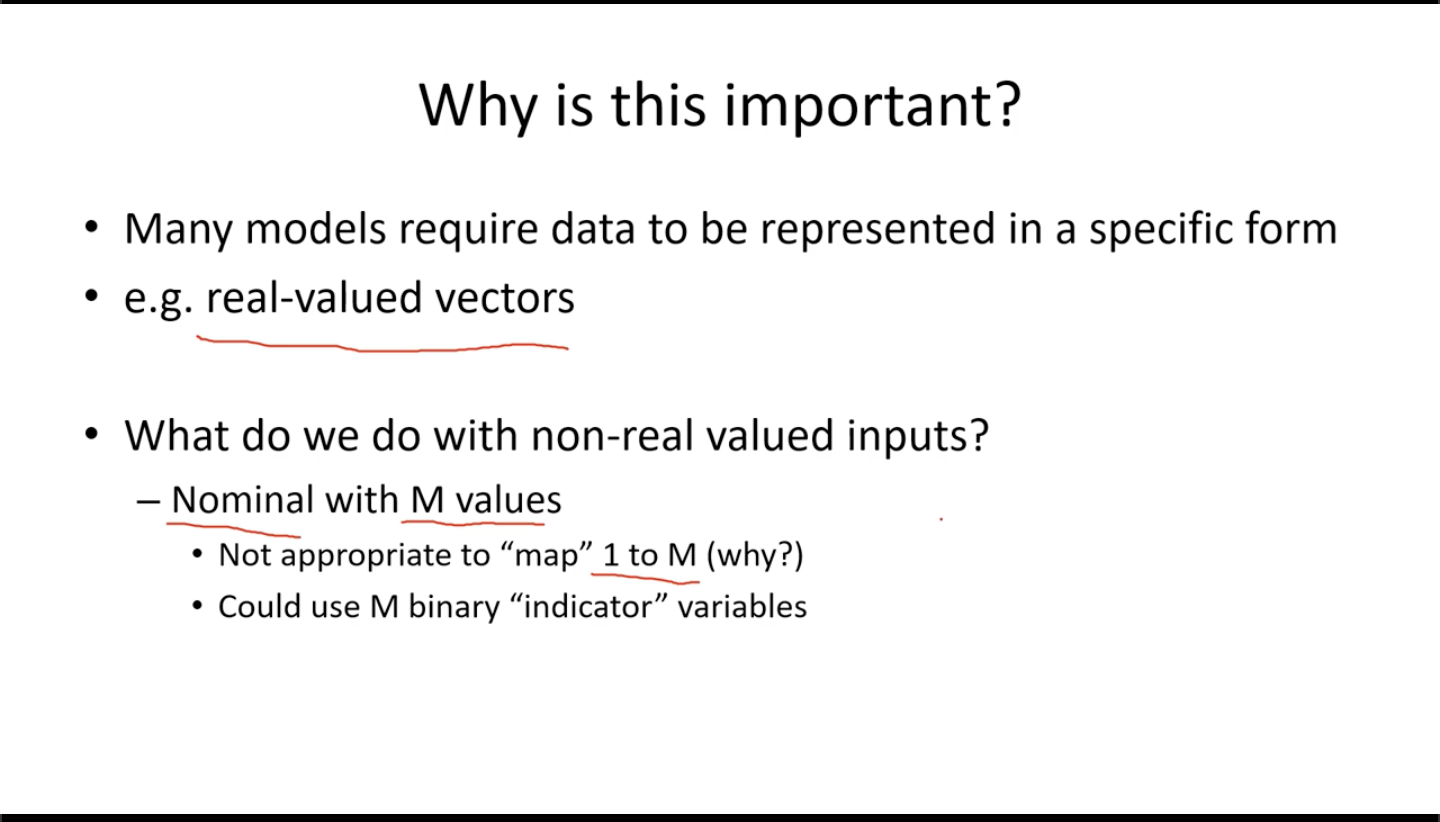 Why is this important?
• Many models require data to be represented in a specific form
• e.g. real-valued vectors
• What do we do with non-real valued inputs?
– Nominal with M values
• Not appropriate to “map” 1 to M (why?)
• Could use M binary “indicator” variables